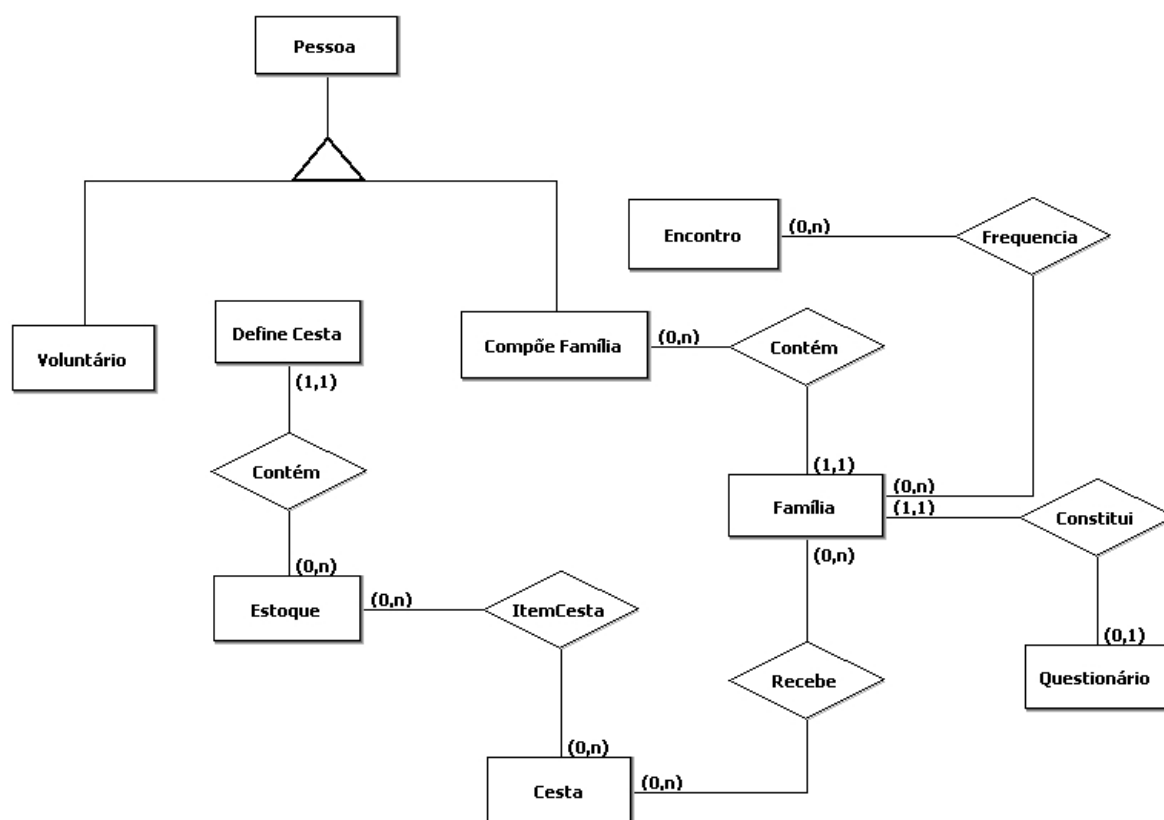 Pessoa
Encontro
(0,n)
Frequencia
Voluntário
Define Cesta
(1,1)
Compõe Família
(0,n)
Contém
Contém
(1,1)
Família
(0,n)
(1,1)
Constitui
(0,n)
(0,n)
Estoque
(0,n)
ItemCesta
(0,1)
Questionário
Recebe
(0,n)
Cesta
(0,n)